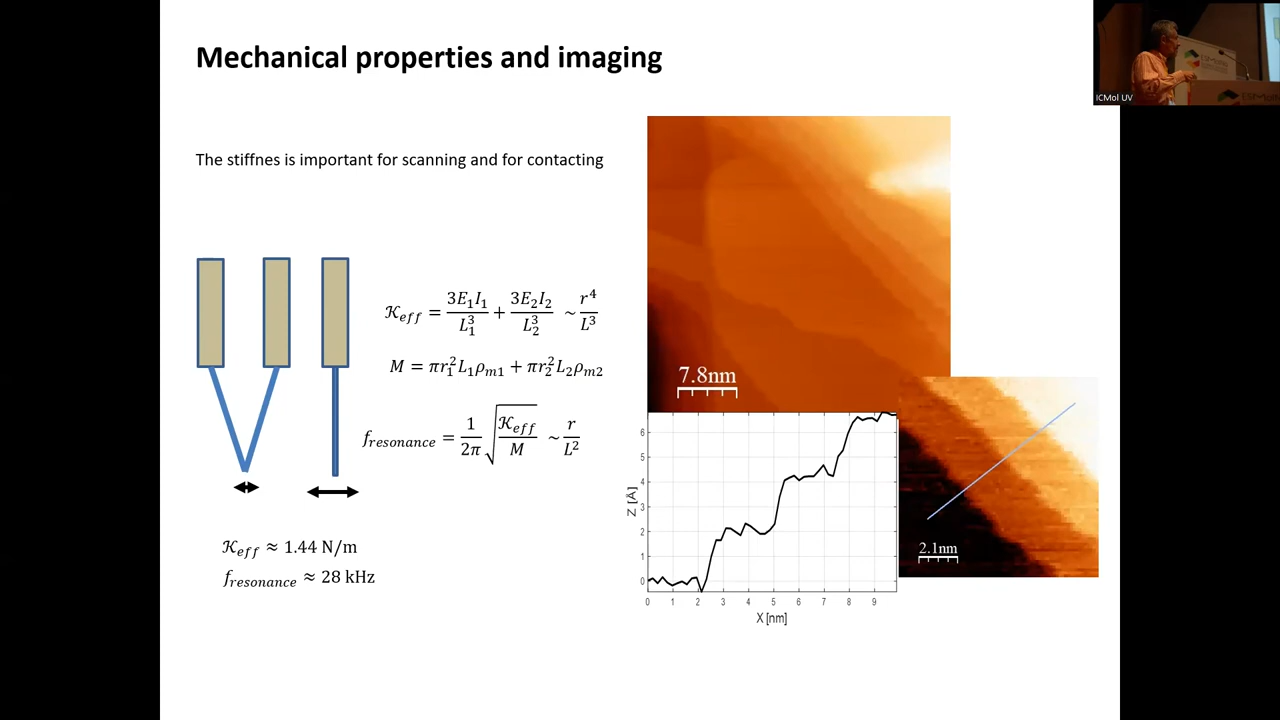 Mechanical properties and imaging
ICMol UV
The stiffnes is important for scanning and for contacting
𝒦eff = 3E₁I₁/L₁³ + 3E₂I₂/L₂³ ~ r⁴/L³
M = πr₁²L₁ρm1 + πr₂²L₂ρm2
fresonance = 1/2π √(𝒦eff/M) ~ r/L²
𝒦eff ≈ 1.44 N/m
fresonance ≈ 28 kHz
7.8nm
2.1nm
Z [Å]
6
5
4
3
2
1
0
0 1 2 3 4 5 6 7 8 9
X [nm]